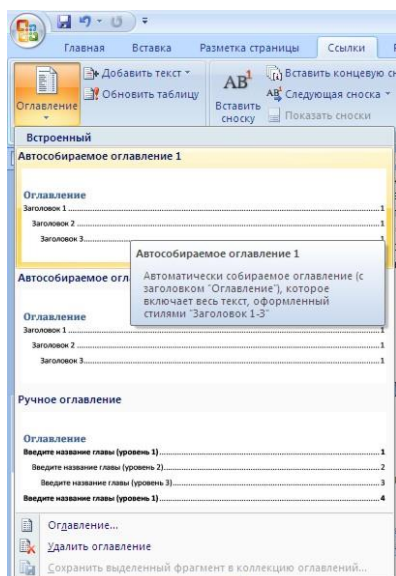 Главная Вставка Разметка страницы Ссылки
Оглавление
Добавить текст
Обновить таблицу
AB1
Вставить сноску
Вставить концевую сн
AB1 Следующая сноска
Показать сноски
Встроенный
Автособираемое оглавление 1
Оглавление
Заголовок 1 1
Заголовок 2 1
Заголовок 3 1
Автособираемое оглавление 1
Автоматически собираемое оглавление (с
заголовком "Оглавление"), которое
включает весь текст, оформленный
стилями "Заголовок 1-3"
Автособираемое огл
Оглавление
Заголовок 1 1
Заголовок 2 1
Заголовок 3 1
Ручное оглавление
Оглавление
Введите название главы (уровень 1) 1
Введите название главы (уровень 2) 2
Введите название главы (уровень 3) 3
Введите название главы (уровень 1) 4
Оглавление...
Удалить оглавление
Сохранить выделенный фрагмент в коллекцию оглавлений...